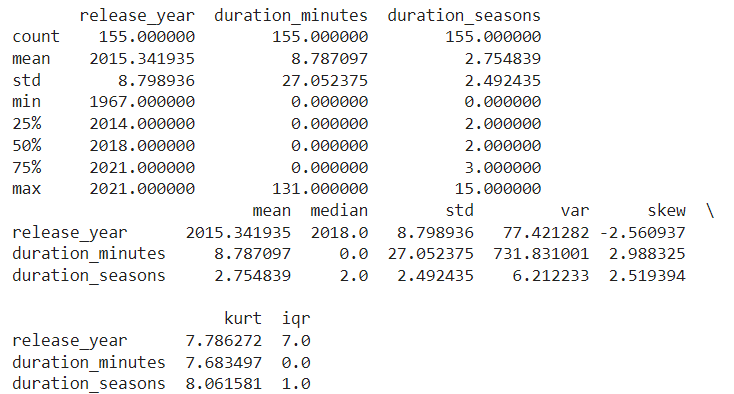 release_year duration_minutes duration_seasons
count 155.000000 155.000000 155.000000
mean 2015.341935 8.787097 2.754839
std 8.798936 27.052375 2.492435
min 1967.000000 0.000000 0.000000
25% 2014.000000 0.000000 2.000000
50% 2018.000000 0.000000 2.000000
75% 2021.000000 0.000000 3.000000
max 2021.000000 131.000000 15.000000
mean median std var skew \
release_year 2015.341935 2018.0 8.798936 77.421282 -2.560937
duration_minutes 8.787097 0.0 27.052375 731.831001 2.988325
duration_seasons 2.754839 2.0 2.492435 6.212233 2.519394
kurt iqr
release_year 7.786272 7.0
duration_minutes 7.683497 0.0
duration_seasons 8.061581 1.0